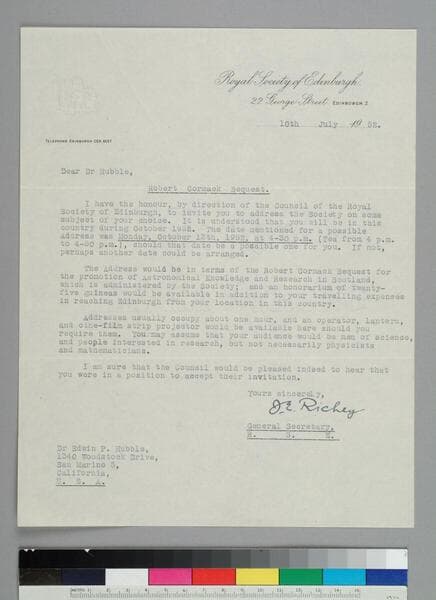 Royal Society of Edinburgh
22 George Street EDINBURGH 2
10th July 1952.
TELEPHONE EDINBURGH CEN
Dear Dr Hubble,
Robert Cormack Bequest.
I have the honour, by direction of the Council of the Royal
Society of Edinburgh, to invite you to address the Society on some
subject of your choice. It is understood that you will be in this
country during October 1952. The date mentioned for a possible
address was Monday, October 13th, 1952, at 4-30 p.m. (Tea from 4 p.m.
to 4-30 p.m.), should that date be a possible one for you. If not,
perhaps another date could be arranged.
The Address would be in terms of the Robert Cormack Bequest for
the promotion of Astronomical Knowledge and Research in Scotland,
which is administered by the Society; and an honorarium of Twenty-
five guineas would be available in addition to your travelling expenses
in reaching Edinburgh from your location in this country.
Addresses usually occupy about one hour, and an operator, lantern,
and cine-film strip projector would be available here should you
require them. You may assume that your audience would be men of science,
and people interested in research, but not necessarily physicists
and mathematicians.
I am sure that the Council would be pleased indeed to hear that
you were in a position to accept their invitation.
Yours sincerely,
J.E. Richey
General Secretary,
R. S. E.
Dr Edwin P. Hubble,
1340 Woodstock Drive,
San Marino 5,
California,
U. S. A.